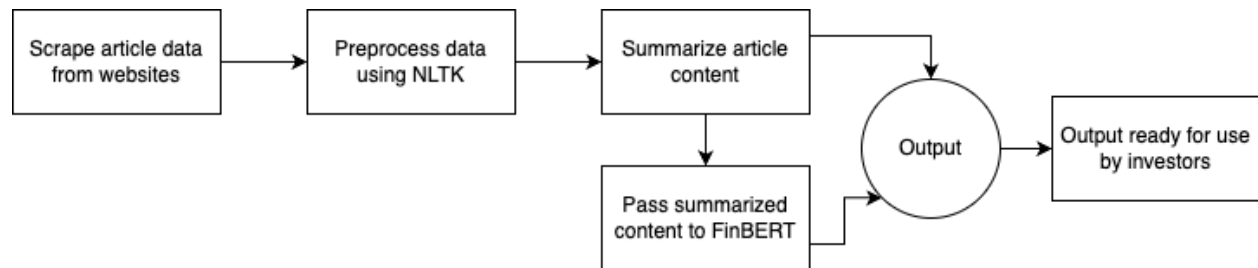 Scrape article data
from websites
Preprocess data
using NLTK
Summarize article
content
Pass summarized
content to FinBERT
Output
Output ready for use
by investors